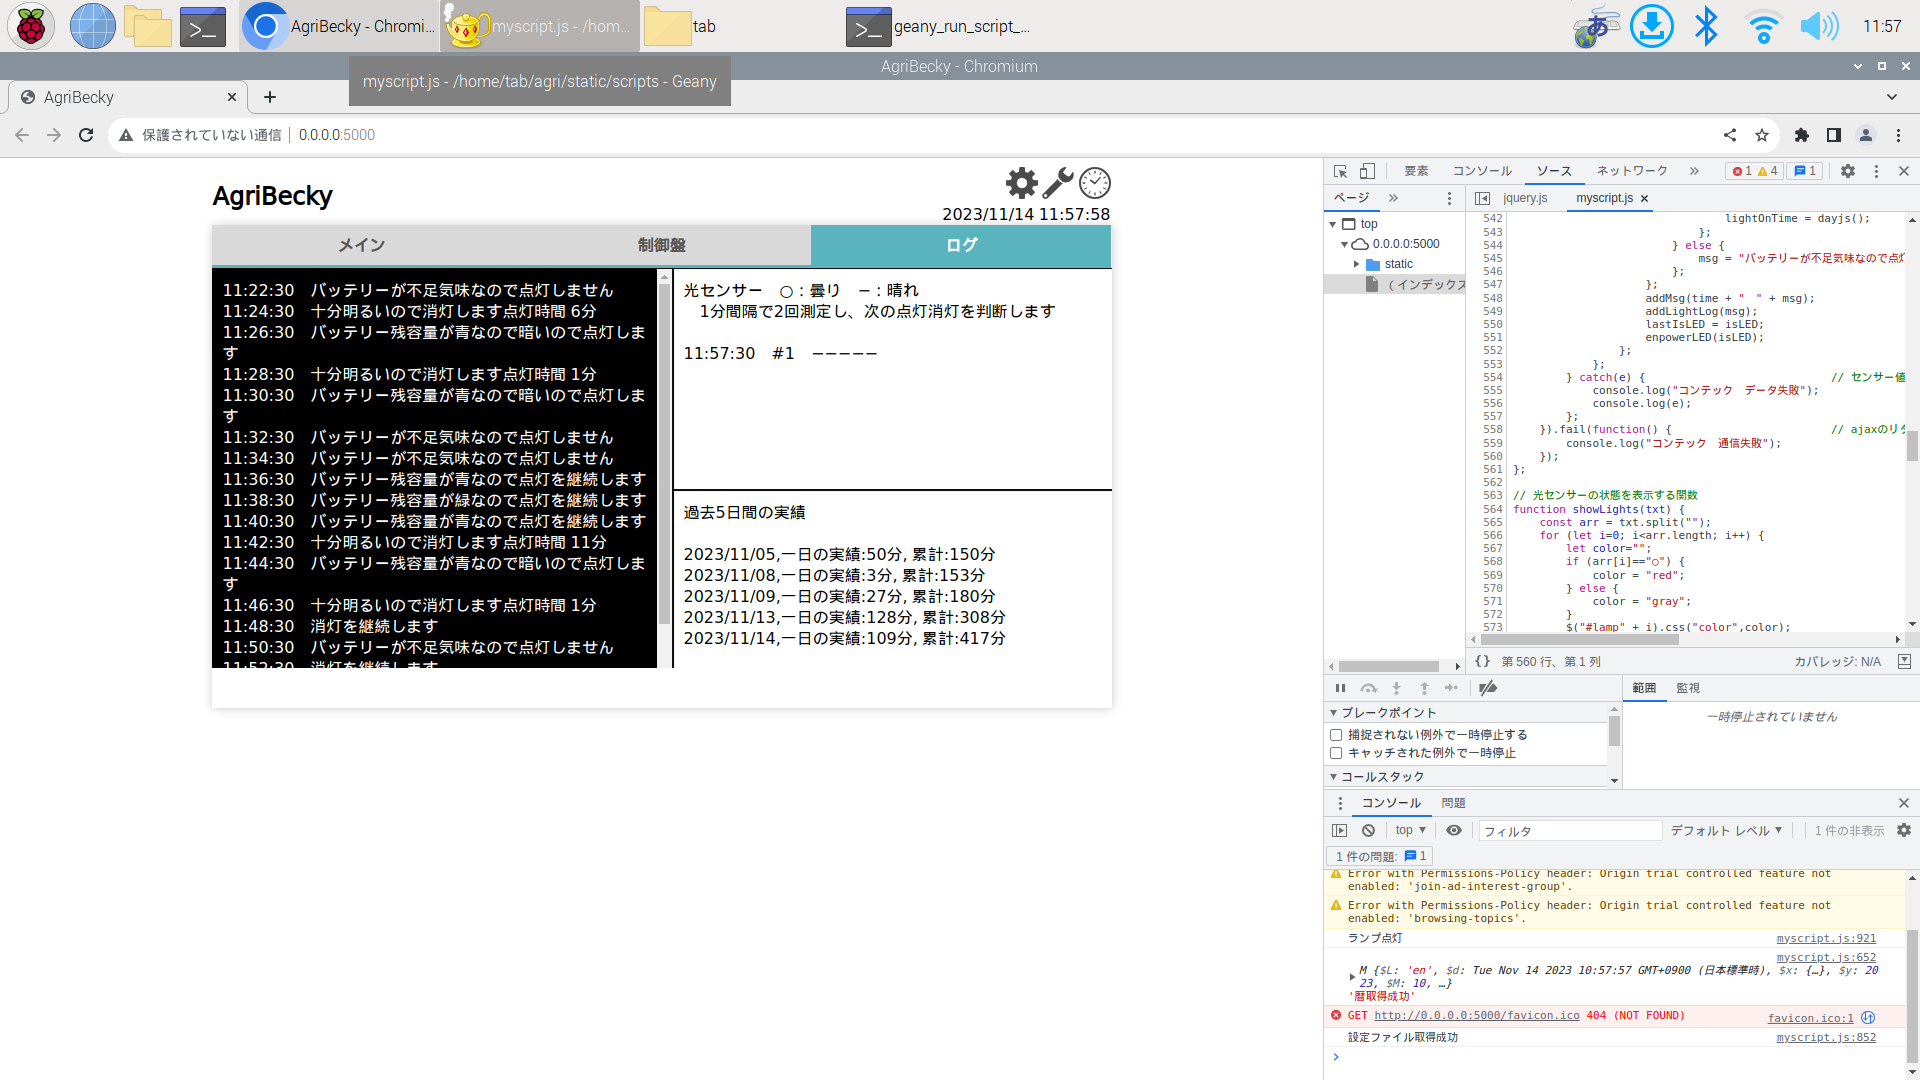 AgriBecky - Chromi...
myscript.js - /hom...
tab
geany_run_script_...
11:57
AgriBecky - Chromium
myscript.js - /home/tab/agri/static/scripts - Geany
AgriBecky
保護されていない通信
0.0.0.0:5000
AgriBecky
2023/11/14 11:57:58
メイン
制御盤
ログ
11:22:30 バッテリーが不足気味なので点灯しません
11:24:30 十分明るいので消灯します点灯時間 6分
11:26:30 バッテリー残容量が青なので暗いので点灯しま
す
11:28:30 十分明るいので消灯します点灯時間 1分
11:30:30 バッテリー残容量が青なので暗いので点灯しま
す
11:32:30 バッテリーが不足気味なので点灯しません
11:34:30 バッテリーが不足気味なので点灯しません
11:36:30 バッテリー残容量が青なので点灯を継続します
11:38:30 バッテリー残容量が緑なので点灯を継続します
11:40:30 バッテリー残容量が青なので点灯を継続します
11:42:30 十分明るいので消灯します点灯時間 11分
11:44:30 バッテリー残容量が青なので暗いので点灯しま
す
11:46:30 十分明るいので消灯します点灯時間 1分
11:48:30 消灯を継続します
11:50:30 バッテリーが不足気味なので点灯しません
11:52:30 消灯を継続します
光センサー ○：曇り −：晴れ
1分間隔で2回測定し、次の点灯消灯を判断します
11:57:30 #1 −−−−−
過去5日間の実績
2023/11/05,一日の実績:50分, 累計:150分
2023/11/08,一日の実績:3分, 累計:153分
2023/11/09,一日の実績:27分, 累計:180分
2023/11/13,一日の実績:128分, 累計:308分
2023/11/14,一日の実績:109分, 累計:417分
要素 コンソール ソース ネットワーク » 1 4 1
ページ »
top
0.0.0.0:5000
static
（インデックス
jquery.js
myscript.js
542 lightOnTime = dayjs();
543 };
544 } else {
545 msg = "バッテリーが不足気味なので点灯
546 };
547 };
548 addMsg(time + "　" + msg);
549 addLightLog(msg);
550 lastIsLED = isLED;
551 enpowerLED(isLED);
552 };
553 };
554 } catch(e) { // センサー値
555 console.log("コンテック　データ失敗");
556 console.log(e);
557 };
558 }).fail(function() { // ajaxのリク
559 console.log("コンテック　通信失敗");
560 });
561 };
562
563 // 光センサーの状態を表示する関数
564 function showLights(txt) {
565 const arr = txt.split("");
566 for (let i=0; i<arr.length; i++) {
567 let color="";
568 if (arr[i]=="○") {
569 color = "red";
570 } else {
571 color = "gray";
572 }
573 $("#lamp" + i).css("color",color);
{} 第 560 行、第 1 列
カバレッジ: N/A
範囲
監視
一時停止されていません
ブレークポイント
捕捉されない例外で一時停止する
キャッチされた例外で一時停止
コールスタック
コンソール
問題
top
フィルタ
デフォルト レベル
1 件の非表示
1 件の問題: 1
Error with Permissions-Policy header: Origin trial controlled feature not
enabled: 'join-ad-interest-group'.
Error with Permissions-Policy header: Origin trial controlled feature not
enabled: 'browsing-topics'.
ランプ点灯 myscript.js:921
myscript.js:652
M {$L: 'en', $d: Tue Nov 14 2023 10:57:57 GMT+0900 (日本標準時), $x: {…}, $y: 20
23, $M: 10, …}
'暦取得成功'
GET http://0.0.0.0:5000/favicon.ico 404 (NOT FOUND) favicon.ico:1
設定ファイル取得成功 myscript.js:852